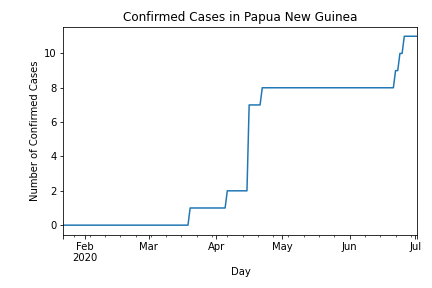 Confirmed Cases in Papua New Guinea
Number of Confirmed Cases
10
8
6
4
2
0
Feb Mar Apr May Jun Jul
2020
Day